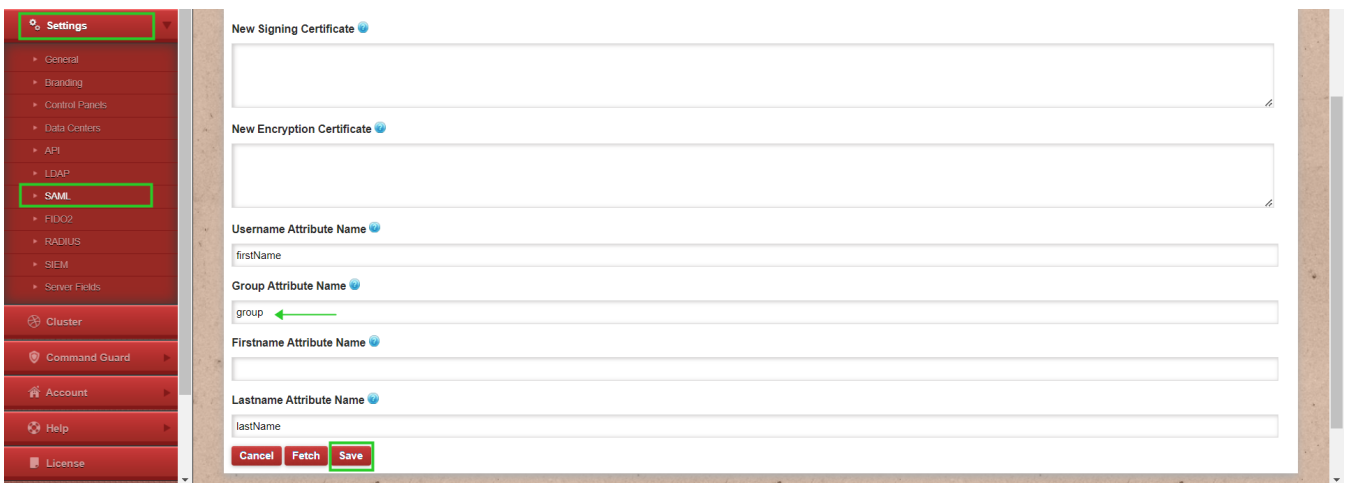 Settings
General
Branding
Control Panels
Data Centers
API
LDAP
SAML
FIDO2
RADIUS
SIEM
Server Fields
Cluster
Command Guard
Account
Help
License
New Signing Certificate
New Encryption Certificate
Username Attribute Name
firstName
Group Attribute Name
group
Firstname Attribute Name
Lastname Attribute Name
lastName
Cancel Fetch Save